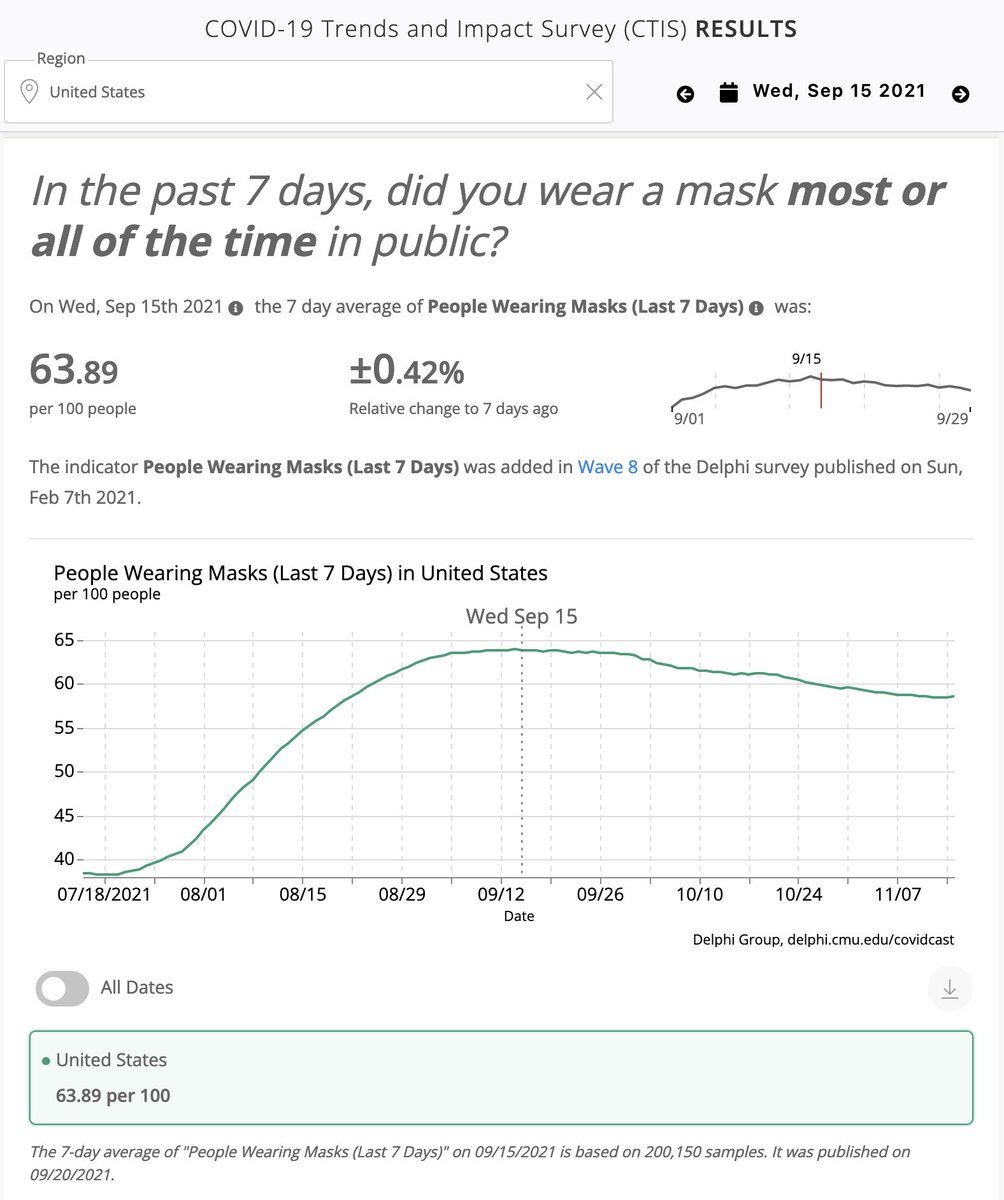 COVID-19 Trends and Impact Survey (CTIS) RESULTS
Region
United States
Wed, Sep 15 2021
In the past 7 days, did you wear a mask most or
all of the time in public?
On Wed, Sep 15th 2021 the 7 day average of People Wearing Masks (Last 7 Days) was:
63.89
per 100 people
±0.42%
Relative change to 7 days ago
9/15
9/01
9/29
The indicator People Wearing Masks (Last 7 Days) was added in Wave 8 of the Delphi survey published on Sun,
Feb 7th 2021.
People Wearing Masks (Last 7 Days) in United States
per 100 people
Wed Sep 15
65
60
55
50
45
40
07/18/2021 08/01 08/15 08/29 09/12 09/26 10/10 10/24 11/07
Date
Delphi Group, delphi.cmu.edu/covidcast
All Dates
United States
63.89 per 100
The 7-day average of "People Wearing Masks (Last 7 Days)" on 09/15/2021 is based on 200,150 samples. It was published on
09/20/2021.